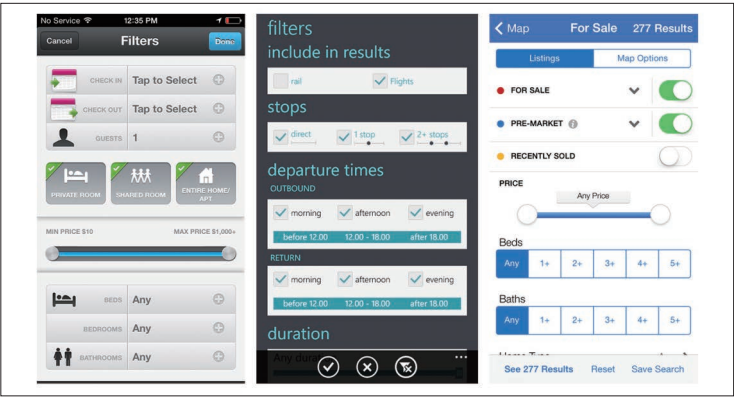 No Service 12:35 PM
Cancel Filters Done
CHECK IN Tap to Select
CHECK OUT Tap to Select
GUESTS 1
PRIVATE ROOM SHARED ROOM ENTIRE HOME/
APT.
MIN PRICE $10 MAX PRICE $1,000+
BEDS Any
BEDROOMS Any
BATHROOMS Any
filters
include in results
rail Flights
stops
direct 1 stop 2+ stops
departure times
OUTBOUND
morning afternoon evening
before 12.00 12.00 - 18.00 after 18.00
RETURN
morning afternoon evening
before 12.00 12.00 - 18.00 after 18.00
duration
Any duration
...
Map For Sale 277 Results
Listings Map Options
FOR SALE
PRE-MARKET i
RECENTLY SOLD
PRICE
Any Price
Beds
Any 1+ 2+ 3+ 4+ 5+
Baths
Any 1+ 2+ 3+ 4+ 5+
Home Type
See 277 Results Reset Save Search